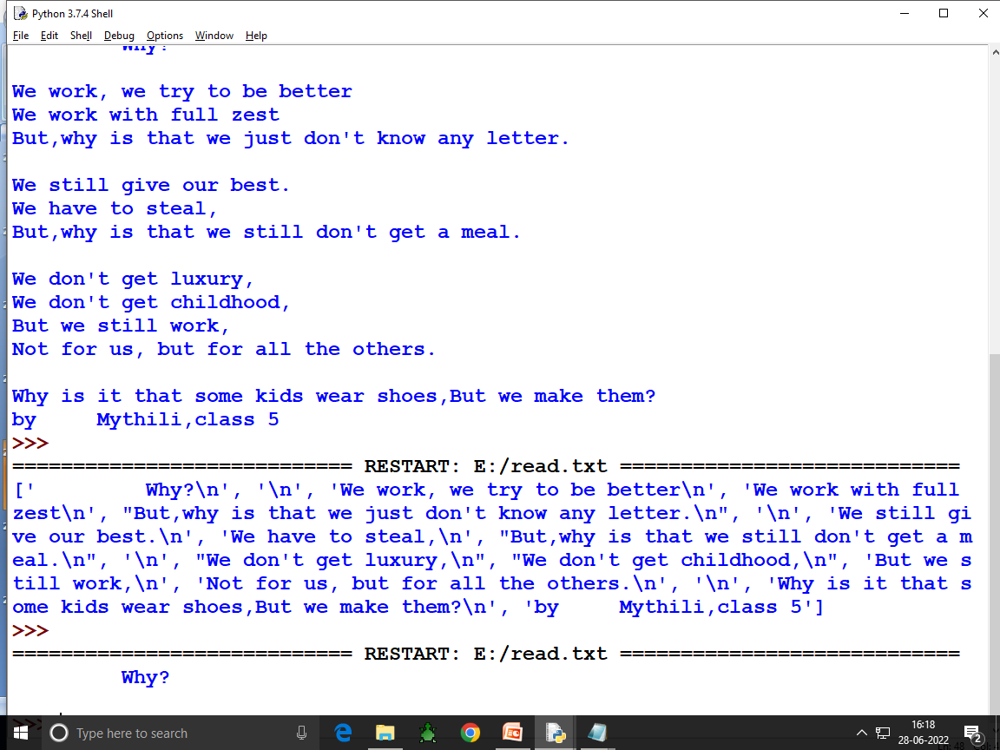 Python 3.7.4 Shell
File Edit Shell Debug Options Window Help
Why?
We work, we try to be better
We work with full zest
But,why is that we just don't know any letter.
We still give our best.
We have to steal,
But,why is that we still don't get a meal.
We don't get luxury,
We don't get childhood,
But we still work,
Not for us, but for all the others.
Why is it that some kids wear shoes,But we make them?
by     Mythili,class 5
>>>
============================ RESTART: E:/read.txt ============================
['         Why?\n', '\n', 'We work, we try to be better\n', 'We work with full
zest\n', "But,why is that we just don't know any letter.\n", '\n', 'We still gi
ve our best.\n', 'We have to steal,\n', "But,why is that we still don't get a m
eal.\n", '\n', "We don't get luxury,\n", "We don't get childhood,\n", 'But we s
till work,\n', 'Not for us, but for all the others.\n', '\n', 'Why is it that s
ome kids wear shoes,But we make them?\n', 'by     Mythili,class 5']
>>>
============================ RESTART: E:/read.txt ============================
         Why?
>>>
Type here to search
16:18
28-06-2022
2